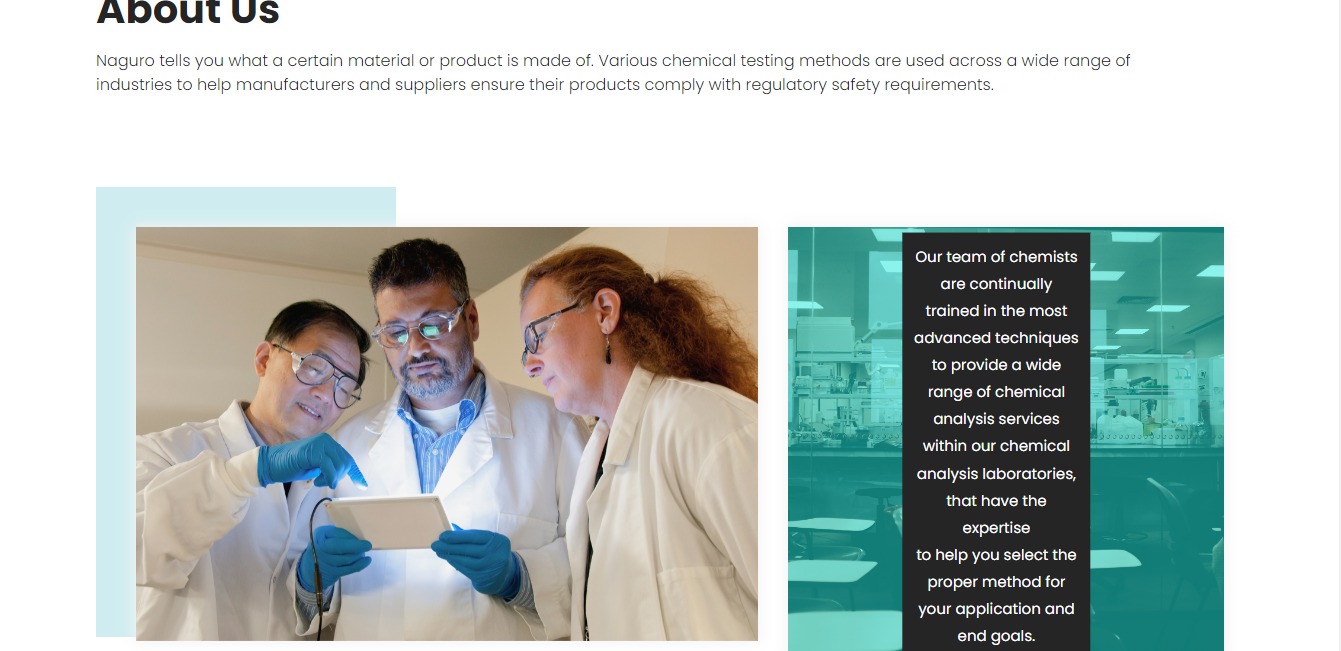 About Us
Naguro tells you what a certain material or product is made of. Various chemical testing methods are used across a wide range of
industries to help manufacturers and suppliers ensure their products comply with regulatory safety requirements.
Our team of chemists
are continually
trained in the most
advanced techniques
to provide a wide
range of chemical
analysis services
within our chemical
analysis laboratories,
that have the
expertise
to help you select the
proper method for
your application and
end goals.